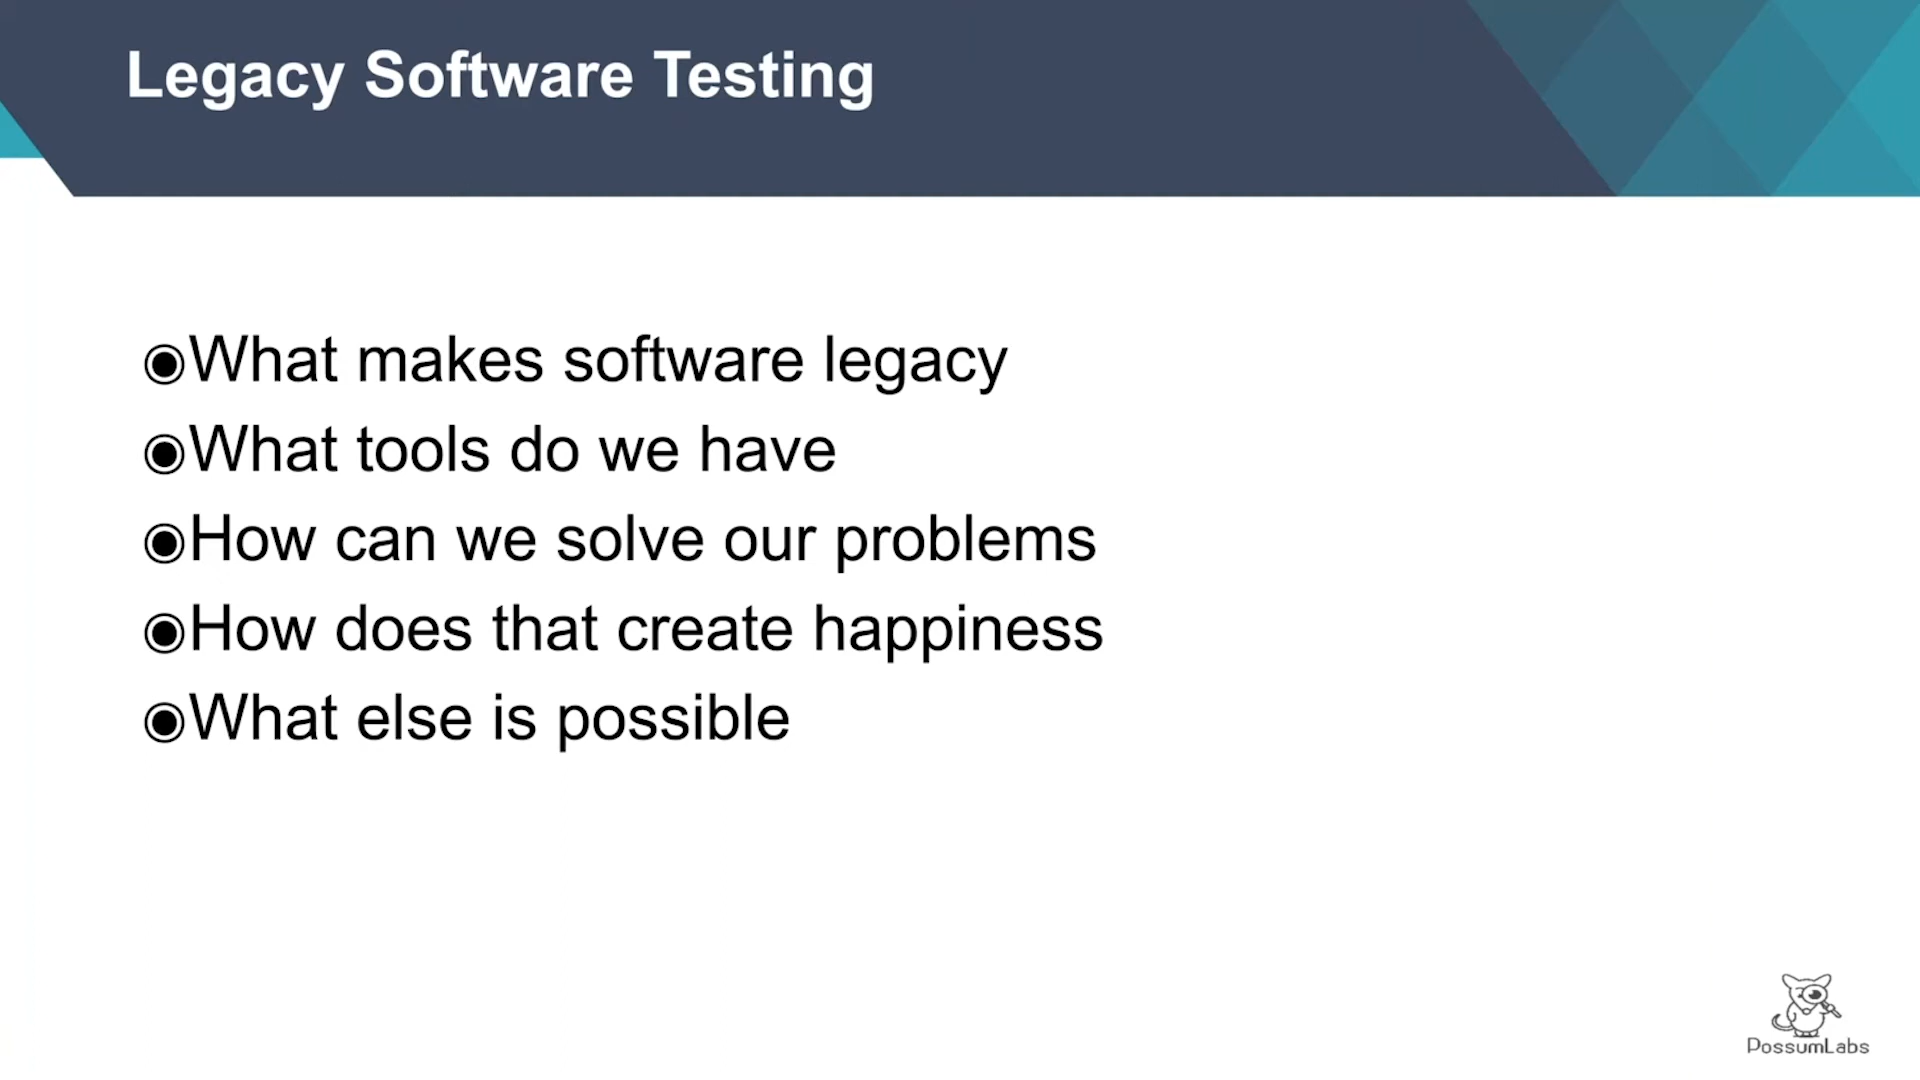 Legacy Software Testing
◉What makes software legacy
◉What tools do we have
◉How can we solve our problems
◉How does that create happiness
◉What else is possible
PossumLabs